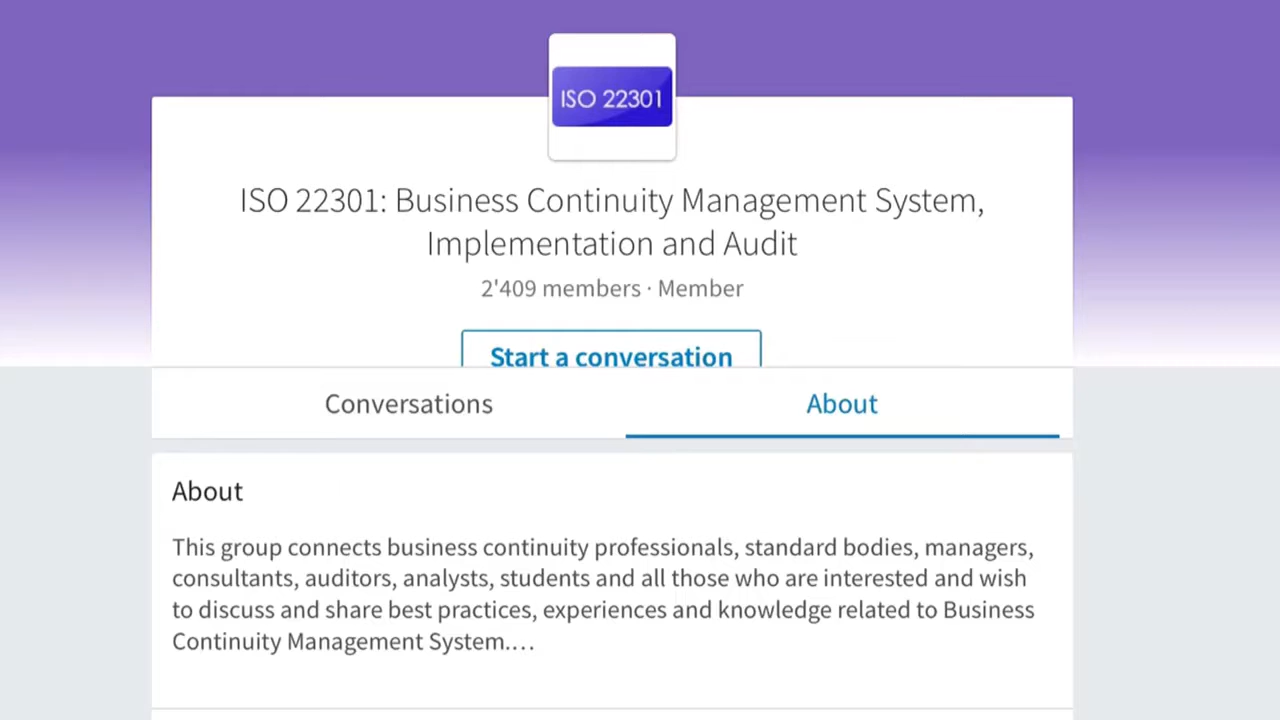 ISO 22301
ISO 22301: Business Continuity Management System,
Implementation and Audit
2'409 members · Member
Start a conversation
Conversations
About
About
This group connects business continuity professionals, standard bodies, managers,
consultants, auditors, analysts, students and all those who are interested and wish
to discuss and share best practices, experiences and knowledge related to Business
Continuity Management System.…